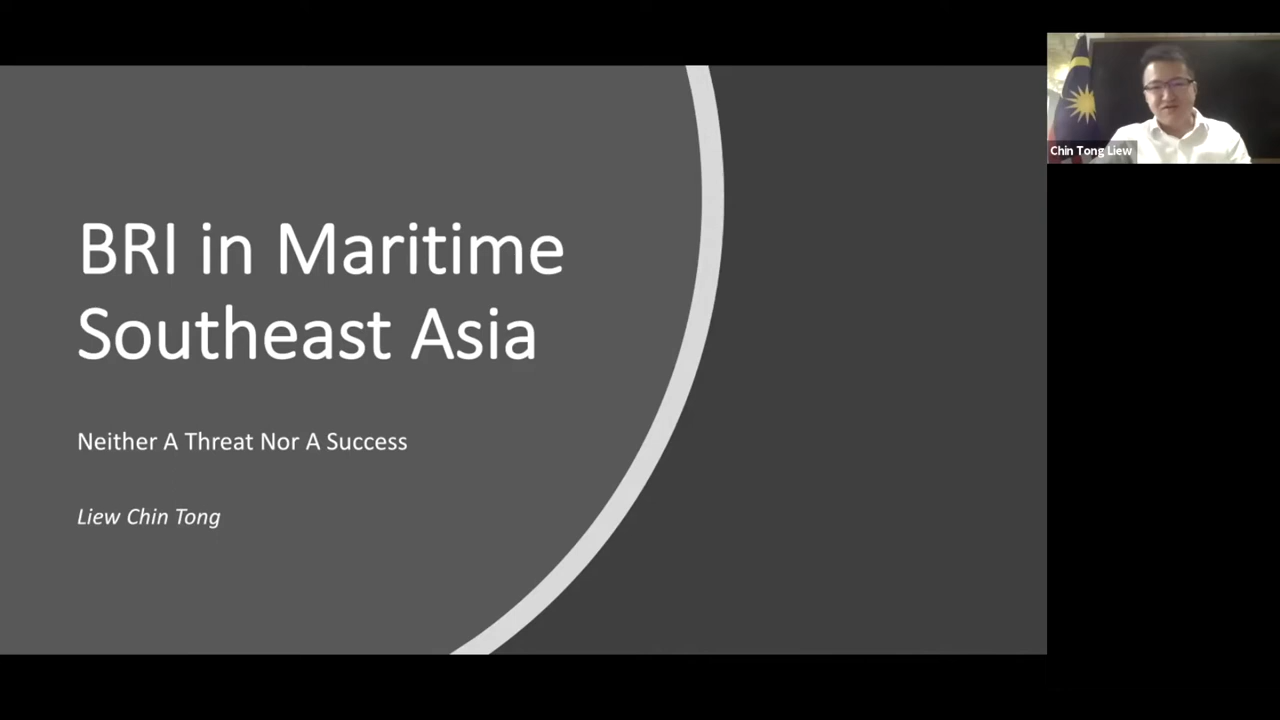 BRI in Maritime
Southeast Asia
Neither A Threat Nor A Success
Liew Chin Tong
Chin Tong Liew